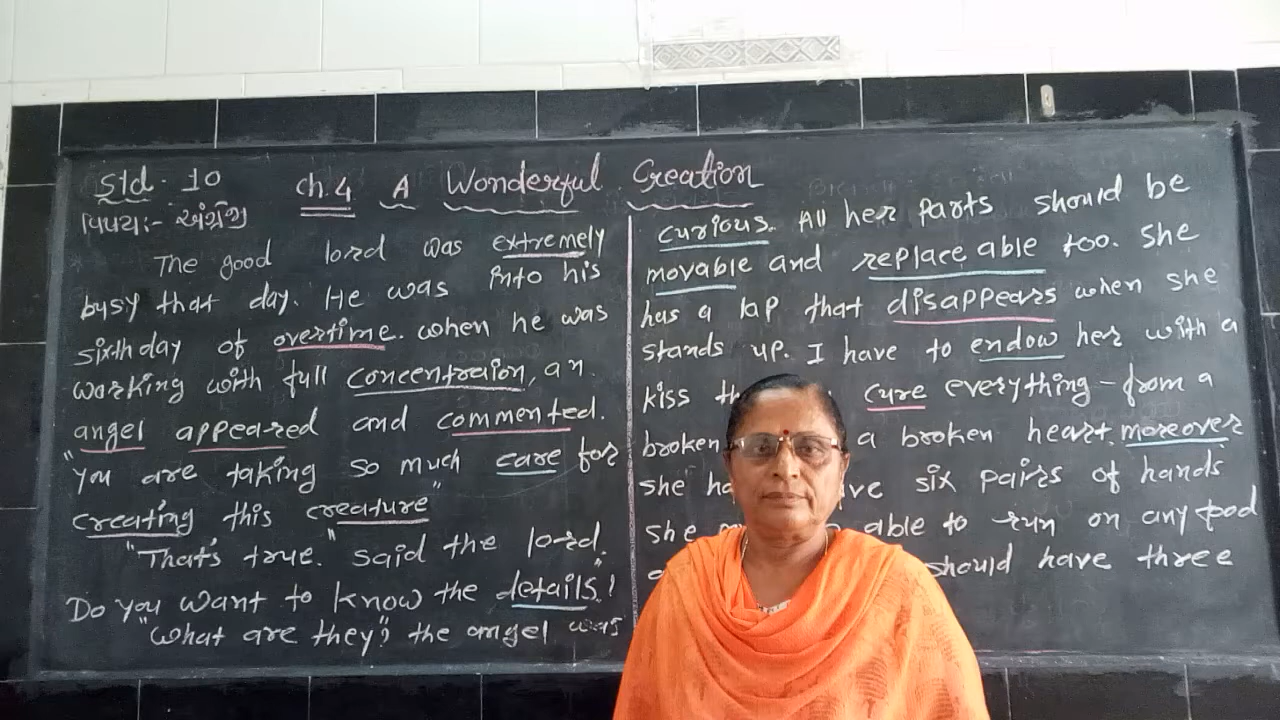 Std. 10
ch.4 A Wonderful Creation
વિષય:- અંગ્રેજી
The good lord was extremely
busy that day. He was into his
sixth day of overtime. when he was
working with full concentration, an
angel appeared and commented.
"you are taking so much care for
creating this creature"
"That's true." said the lord.
Do you want to know the details"!
"What are they"? the angel was
curious. All her parts should be
movable and replace able too. she
has a lap that disappears when she
stands up. I have to endow her with a
kiss cure everything - from a
broken a broken heart. moreover
she six pairs of hands
she able to run on any food
should have three